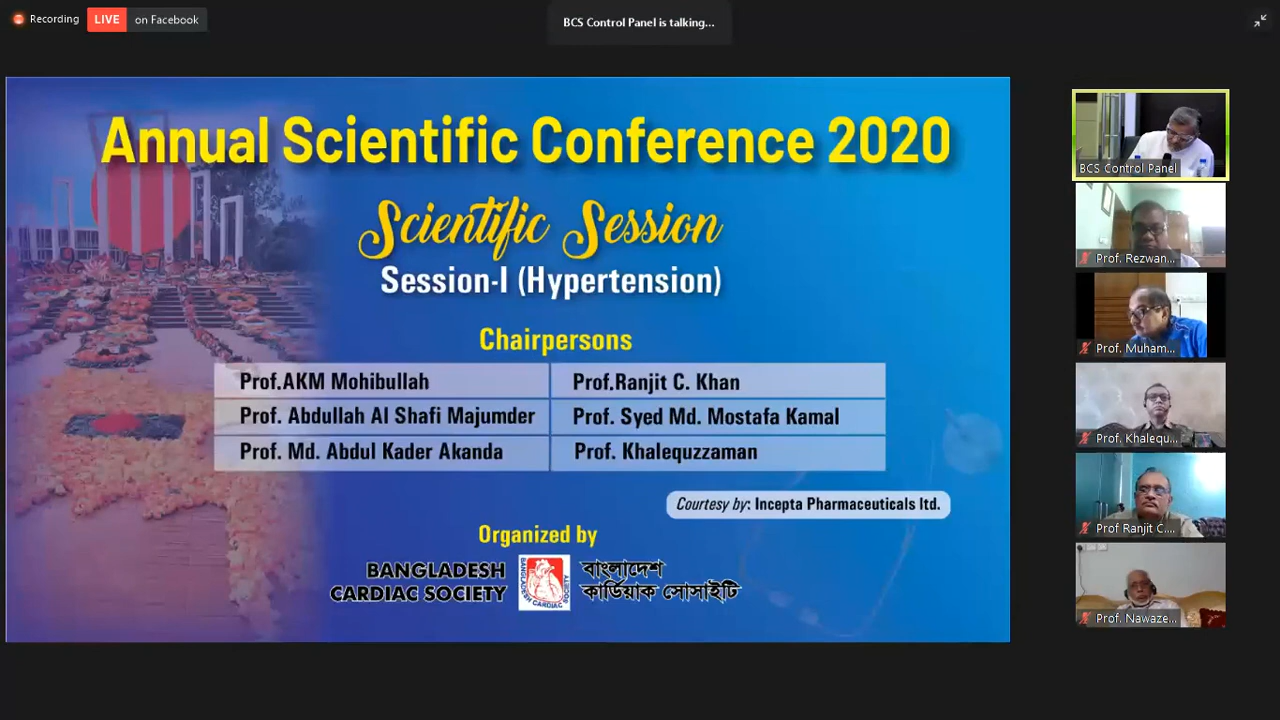 Recording
LIVE on Facebook
BCS Control Panel is talking...
Annual Scientific Conference 2020
Scientific Session
Session-I (Hypertension)
Chairpersons
Prof.AKM Mohibullah
Prof.Ranjit C. Khan
Prof. Abdullah Al Shafi Majumder
Prof. Syed Md. Mostafa Kamal
Prof. Md. Abdul Kader Akanda
Prof. Khalequzzaman
Courtesy by: Incepta Pharmaceuticals ltd.
Organized by
BANGLADESH
CARDIAC SOCIETY
BANGLADESH CARDIAC SOCIETY
বাংলাদেশ
কার্ডিয়াক সোসাইটি
BCS Control Panel
Prof. Rezwan...
Prof. Muham...
Prof. Khalequ...
Prof Ranjit C....
Prof. Nawaze...